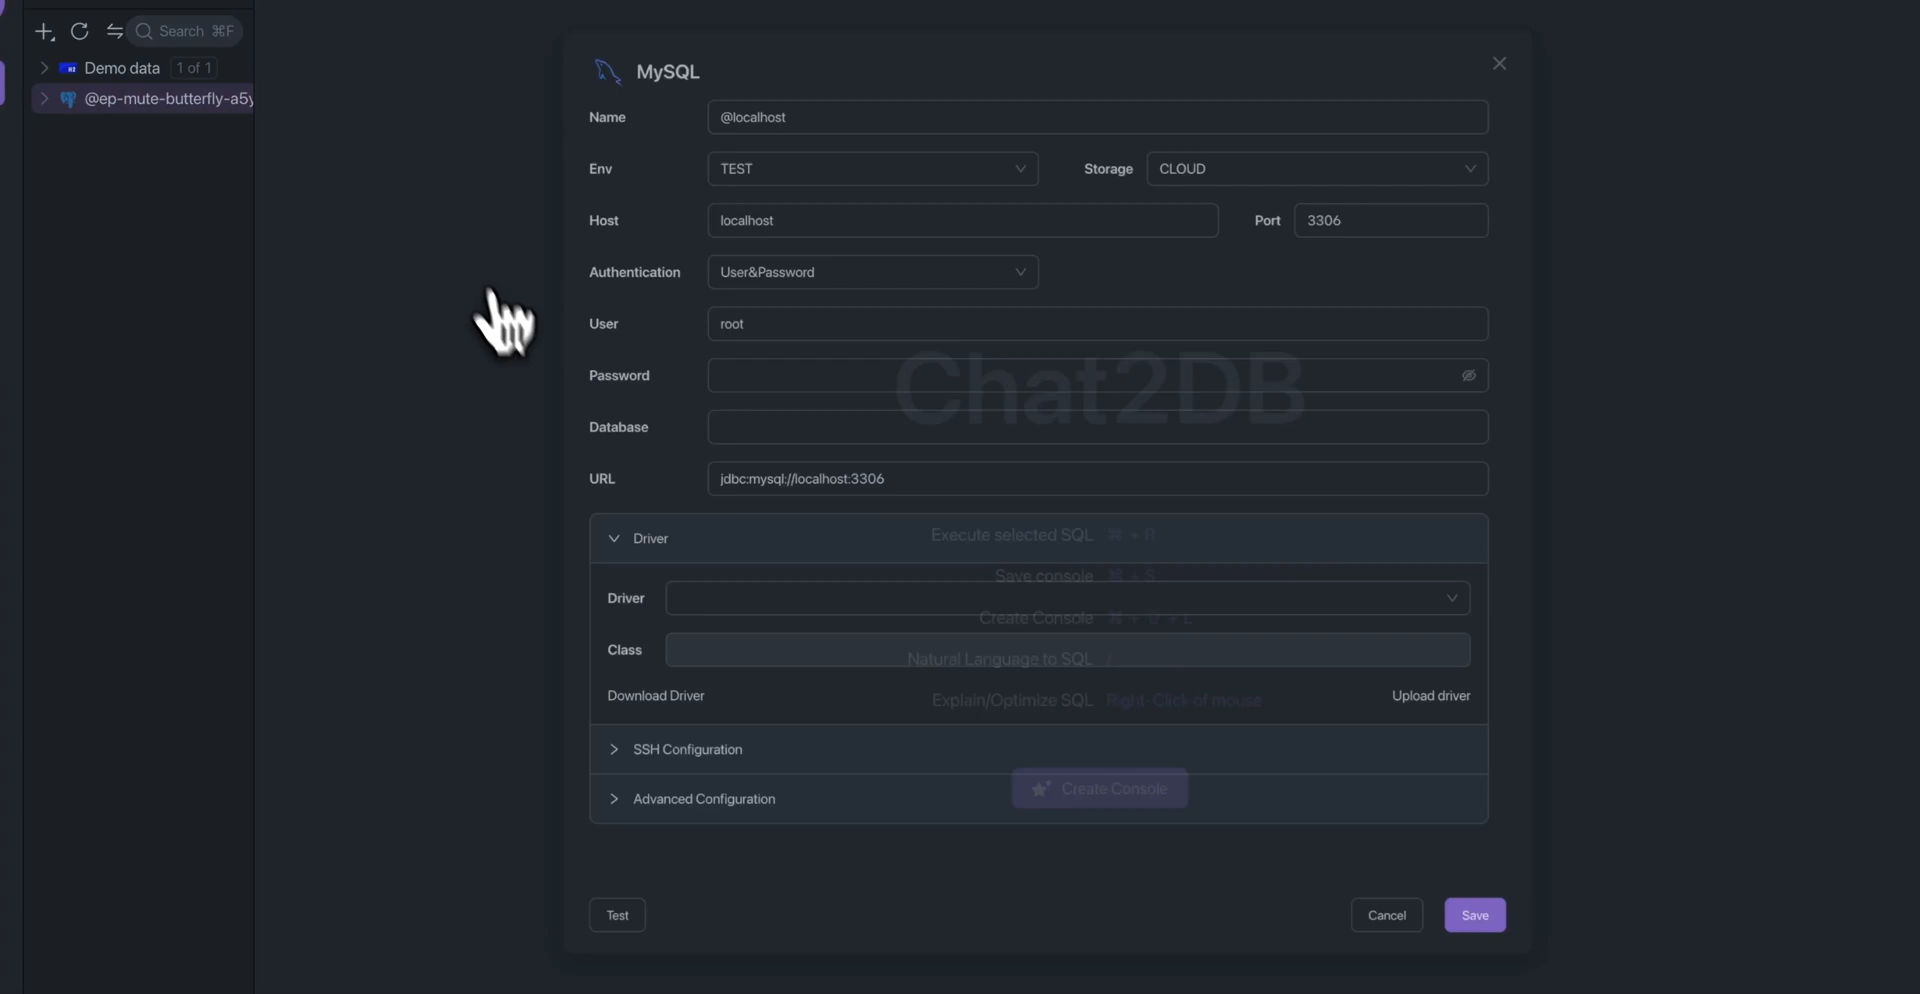 Search ⌘F
Demo data 1 of 1
@ep-mute-butterfly-a5y
MySQL
Name @localhost
Env TEST Storage CLOUD
Host localhost Port 3306
Authentication User&Password
User root
Password
Chat2DB
Database
URL jdbc:mysql://localhost:3306
Driver
Execute selected SQL ⌘ + R
Save console ⌘ + S
Driver
Create Console ⌘ + ⇧ + L
Class
Natural Language to SQL /
Download Driver Upload driver
Explain/Optimize SQL Right-Click of mouse
SSH Configuration
Create Console
Advanced Configuration
Test Cancel Save